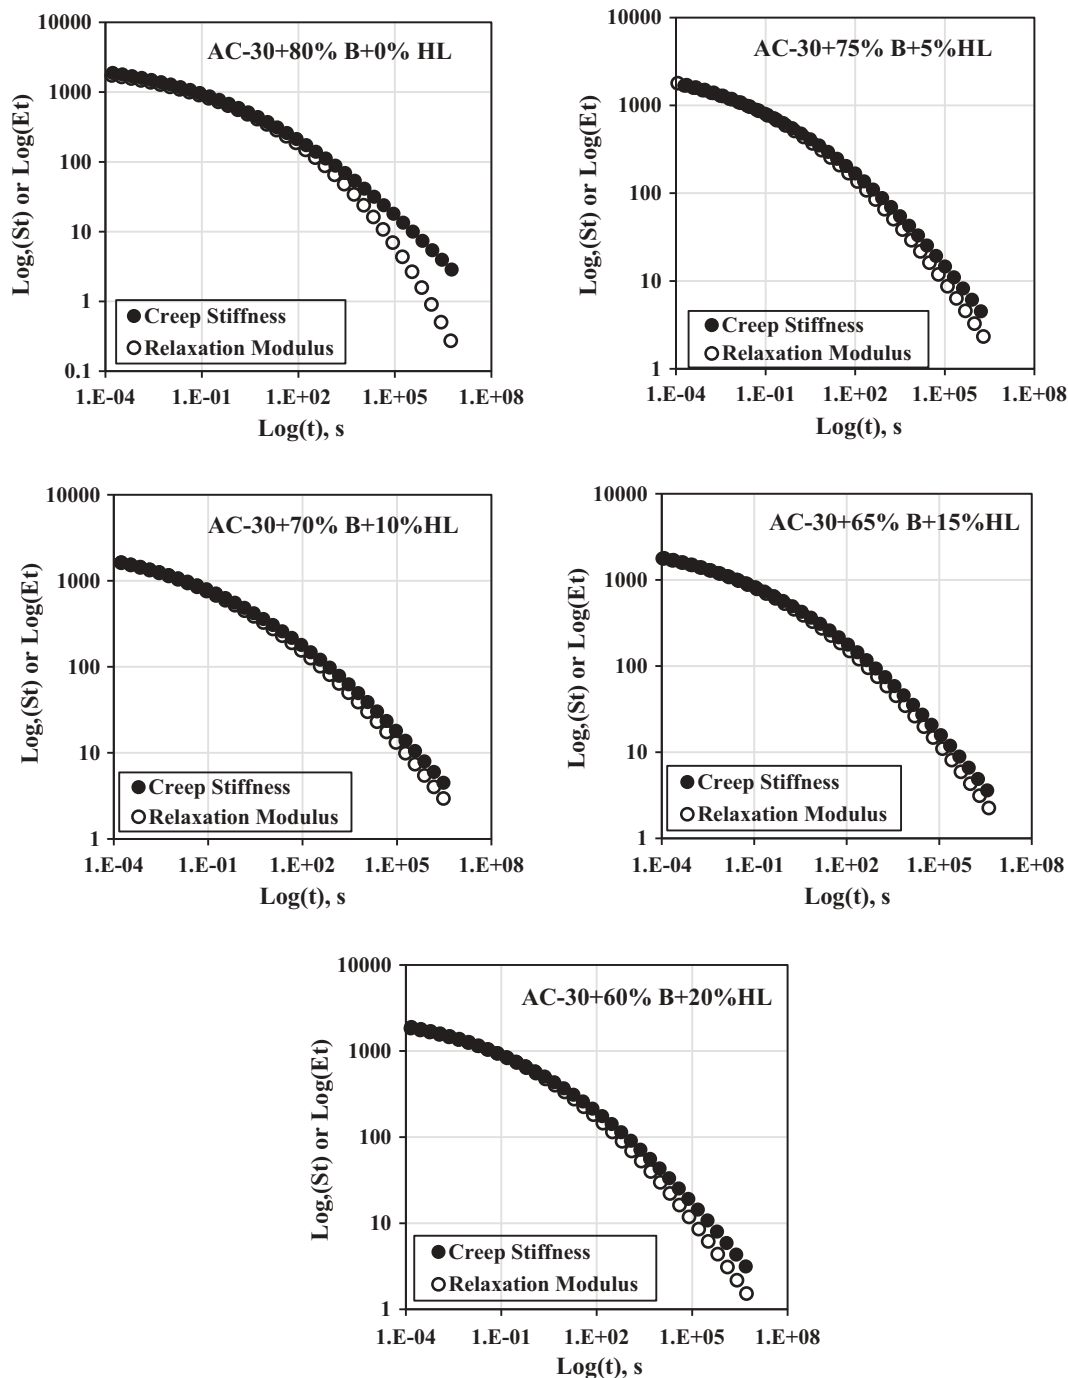 AC-30+80% B+0% HL
Log,(St) or Log(Et)
10000
1000
100
10
1
0.1
Creep Stiffness
Relaxation Modulus
1.E-04 1.E-01 1.E+02 1.E+05 1.E+08
Log(t), s
AC-30+75% B+5%HL
Log,(St) or Log(Et)
10000
1000
100
10
1
Creep Stiffness
Relaxation Modulus
1.E-04 1.E-01 1.E+02 1.E+05 1.E+08
Log(t), s
AC-30+70% B+10%HL
Log,(St) or Log(Et)
10000
1000
100
10
1
Creep Stiffness
Relaxation Modulus
1.E-04 1.E-01 1.E+02 1.E+05 1.E+08
Log(t), s
AC-30+65% B+15%HL
Log,(St) or Log(Et)
10000
1000
100
10
1
Creep Stiffness
Relaxation Modulus
1.E-04 1.E-01 1.E+02 1.E+05 1.E+08
Log(t), s
AC-30+60% B+20%HL
Log,(St) or Log(Et)
10000
1000
100
10
1
Creep Stiffness
Relaxation Modulus
1.E-04 1.E-01 1.E+02 1.E+05 1.E+08
Log(t), s